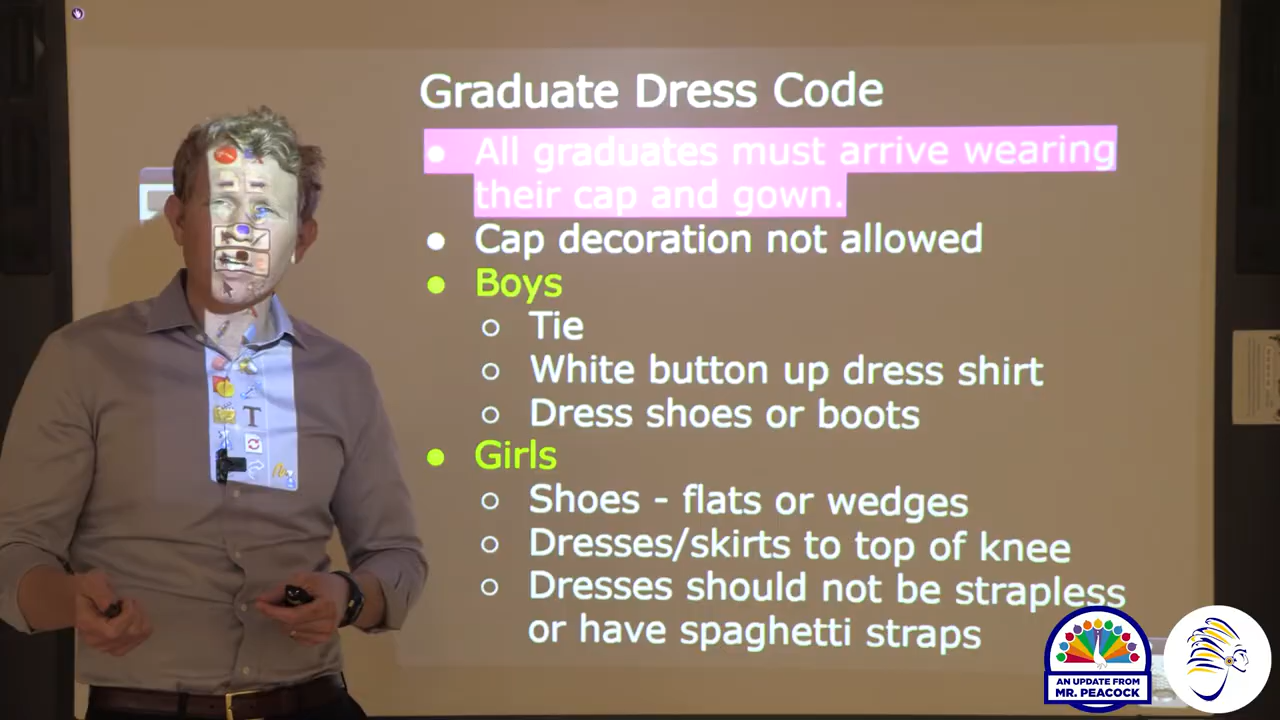 Graduate Dress Code
● All graduates must arrive wearing
their cap and gown.
● Cap decoration not allowed
● Boys
○ Tie
○ White button up dress shirt
○ Dress shoes or boots
● Girls
○ Shoes - flats or wedges
○ Dresses/skirts to top of knee
○ Dresses should not be strapless
or have spaghetti straps
T
AN UPDATE FROM
MR. PEACOCK